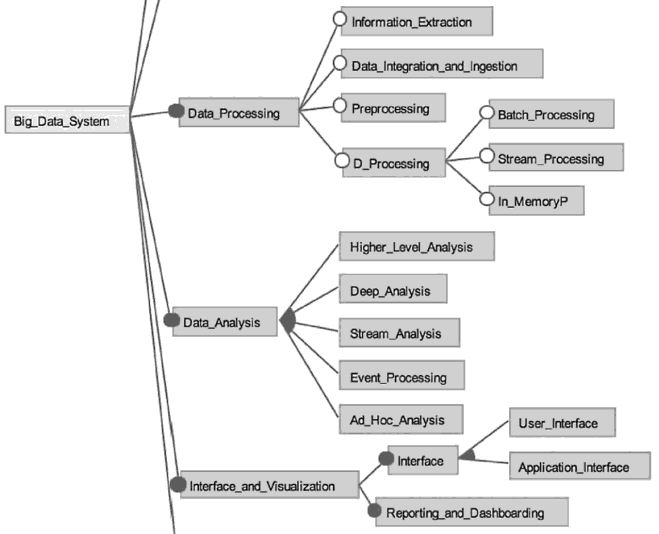 Information_Extraction
Data_Integration_and_Ingestion
Big_Data_System
Data_Processing
Preprocessing
Batch_Processing
D_Processing
Stream_Processing
In_MemoryP
Higher_Level_Analysis
Deep_Analysis
Data_Analysis
Stream_Analysis
Event_Processing
Ad_Hoc_Analysis
User_Interface
Interface
Application_Interface
Interface_and_Visualization
Reporting_and_Dashboarding